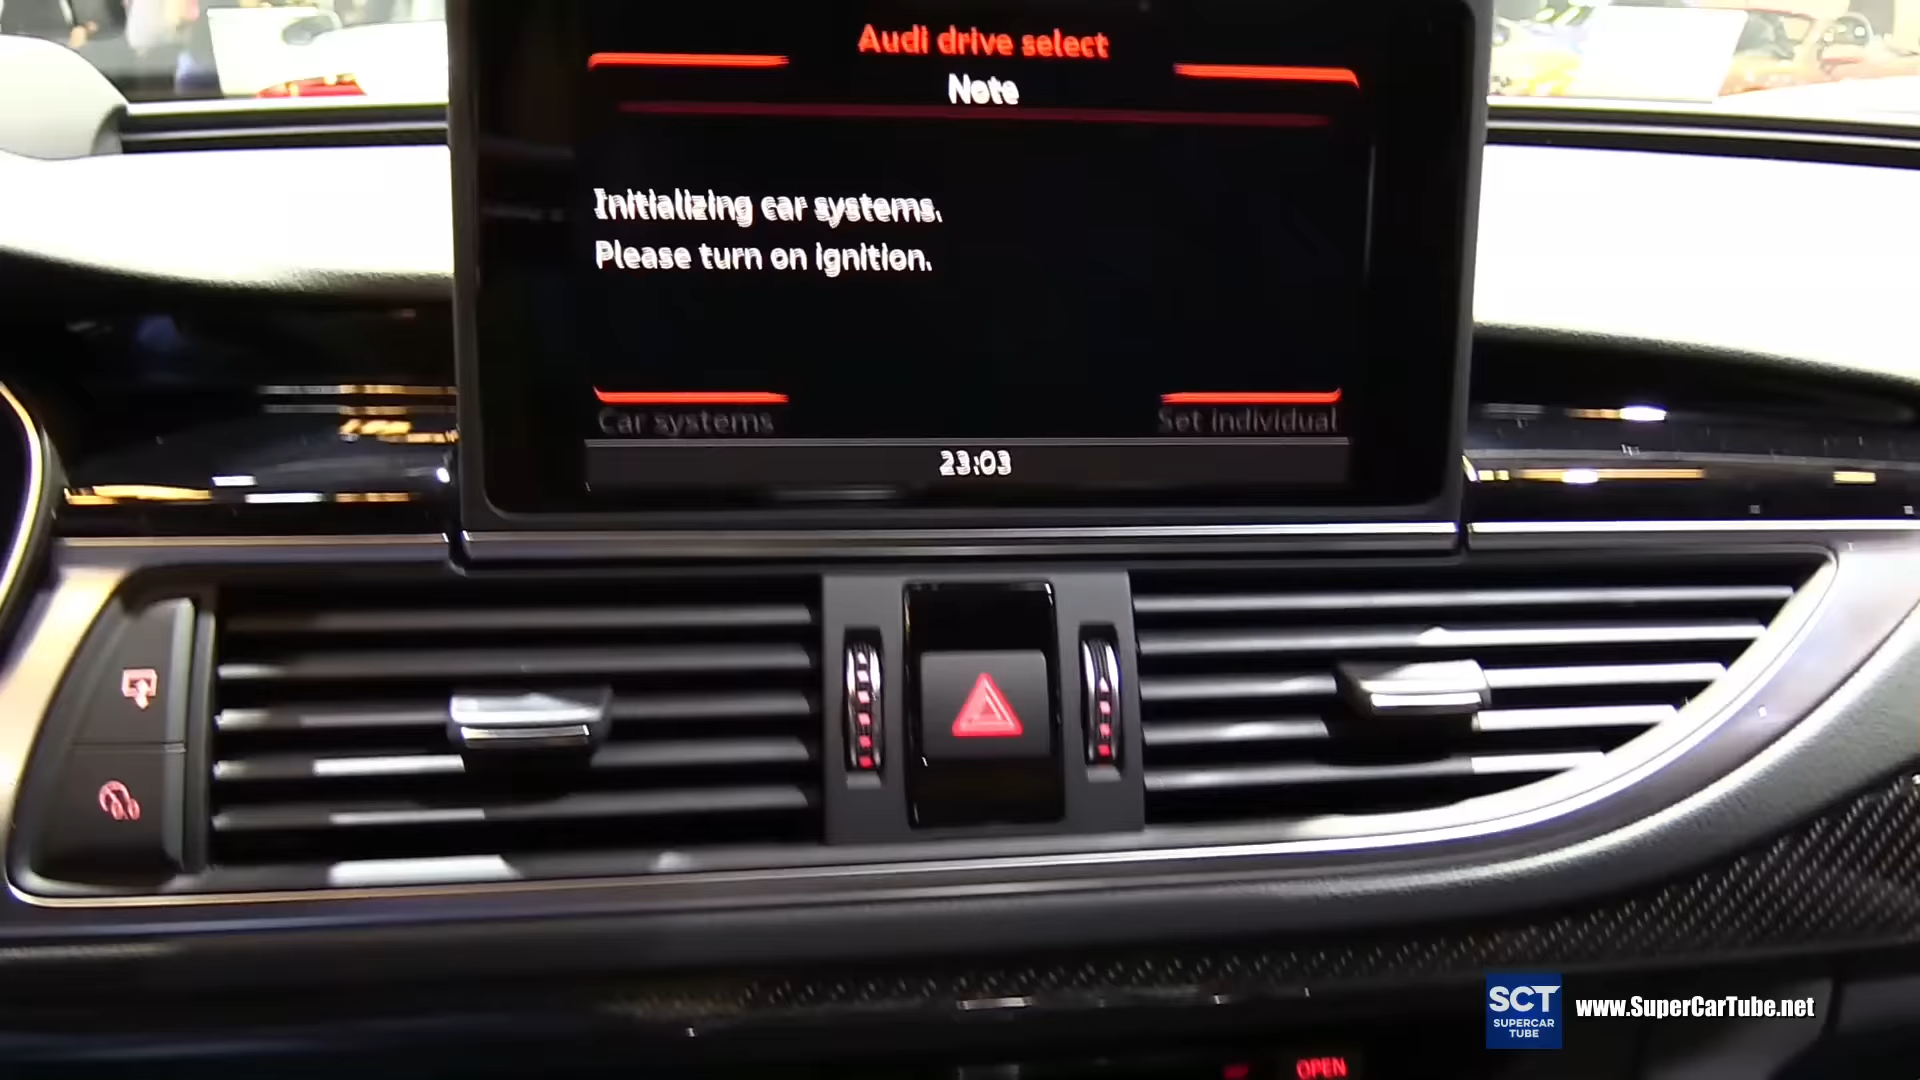 Audi drive select
Note
Initializing car systems.
Please turn on ignition.
Car systems
Set individual
23:03
SCT
SUPERCAR
TUBE
www.SuperCarTube.net
OPEN